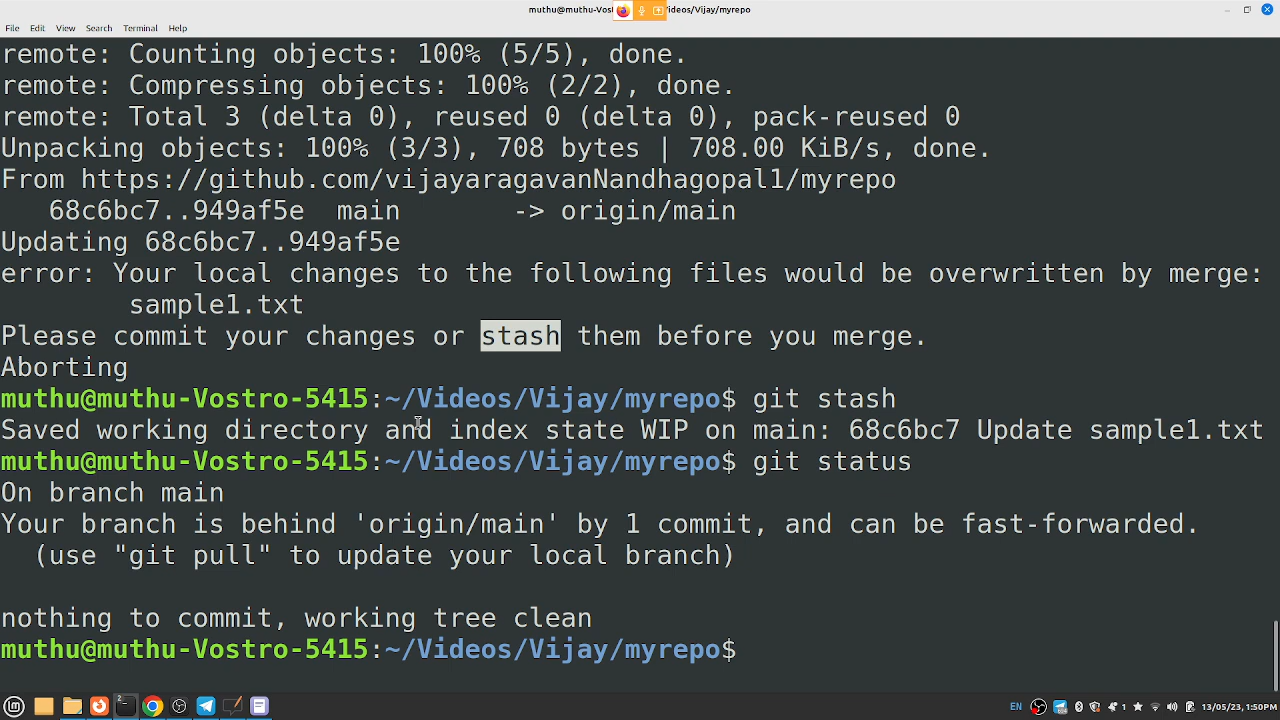 muthu@muthu-Vos Videos/Vijay/myrepo
File Edit View Search Terminal Help
remote: Counting objects: 100% (5/5), done.
remote: Compressing objects: 100% (2/2), done.
remote: Total 3 (delta 0), reused 0 (delta 0), pack-reused 0
Unpacking objects: 100% (3/3), 708 bytes | 708.00 KiB/s, done.
From https://github.com/vijayaragavanNandhagopal1/myrepo
   68c6bc7..949af5e  main       -> origin/main
Updating 68c6bc7..949af5e
error: Your local changes to the following files would be overwritten by merge:
        sample1.txt
Please commit your changes or stash them before you merge.
Aborting
muthu@muthu-Vostro-5415:~/Videos/Vijay/myrepo$ git stash
Saved working directory and index state WIP on main: 68c6bc7 Update sample1.txt
muthu@muthu-Vostro-5415:~/Videos/Vijay/myrepo$ git status
On branch main
Your branch is behind 'origin/main' by 1 commit, and can be fast-forwarded.
  (use "git pull" to update your local branch)
nothing to commit, working tree clean
muthu@muthu-Vostro-5415:~/Videos/Vijay/myrepo$
EN 1 13/05/23, 1:50PM